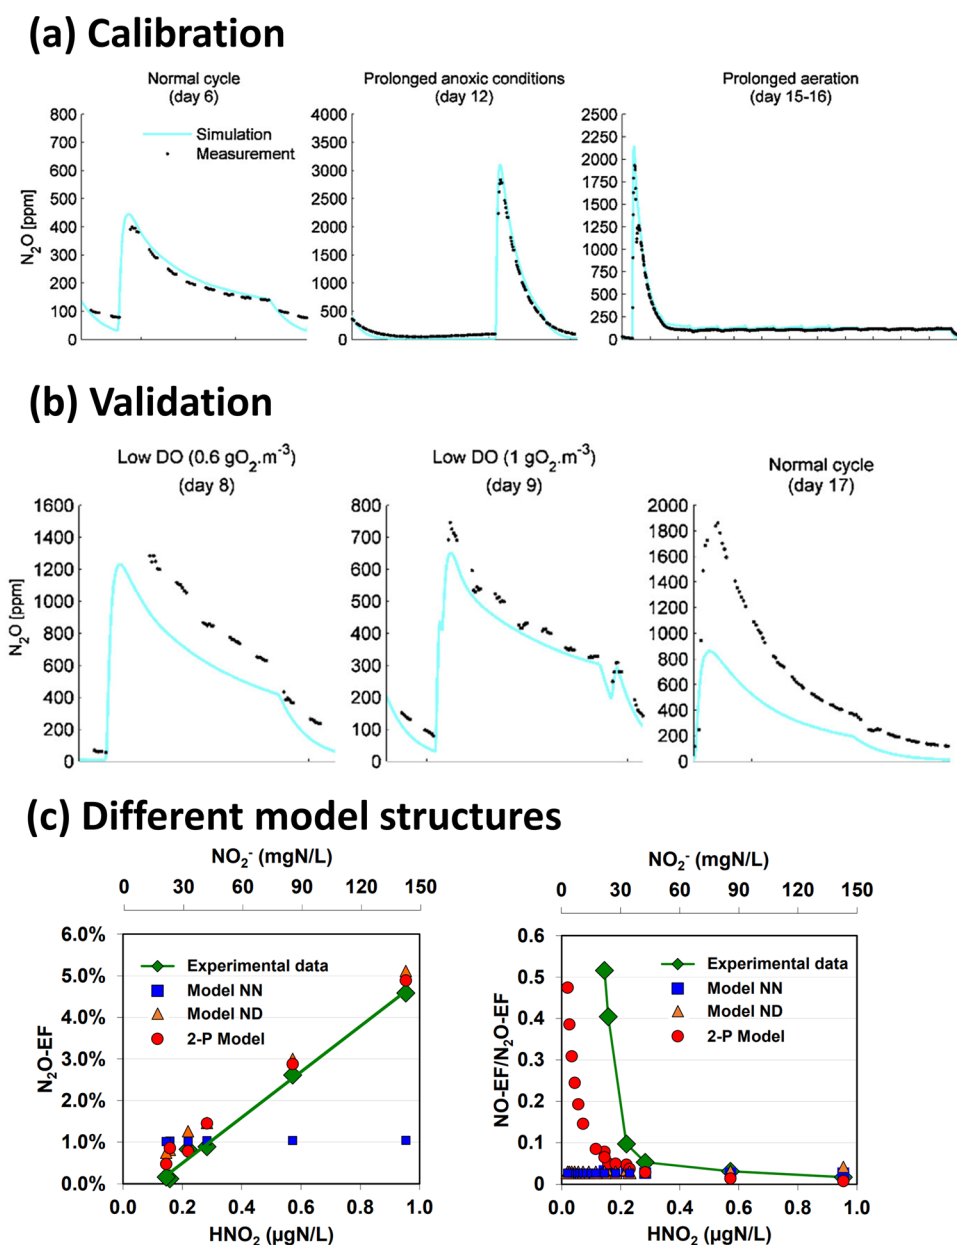 (a) Calibration
Normal cycle
(day 6)
Prolonged anoxic conditions
(day 12)
Prolonged aeration
(day 15-16)
N2O [ppm]
800
700
600
500
400
300
200
100
0
Simulation
Measurement
4000
3500
3000
2500
2000
1500
1000
500
0
2500
2250
2000
1750
1500
1250
1000
750
500
250
0
(b) Validation
Low DO (0.6 gO2.m-3)
(day 8)
Low DO (1 gO2.m-3)
(day 9)
Normal cycle
(day 17)
N2O [ppm]
1600
1400
1200
1000
800
600
400
200
0
800
700
600
500
400
300
200
100
0
2000
1800
1600
1400
1200
1000
800
600
400
200
0
(c) Different model structures
NO2- (mgN/L)
0 30 60 90 120 150
N2O-EF
6.0%
5.0%
4.0%
3.0%
2.0%
1.0%
0.0%
Experimental data
Model NN
Model ND
2-P Model
0.0 0.2 0.4 0.6 0.8 1.0
HNO2 (µgN/L)
NO2- (mgN/L)
0 30 60 90 120 150
NO-EF/N2O-EF
0.6
0.5
0.4
0.3
0.2
0.1
0
Experimental data
Model NN
Model ND
2-P Model
0.0 0.2 0.4 0.6 0.8 1.0
HNO2 (µgN/L)